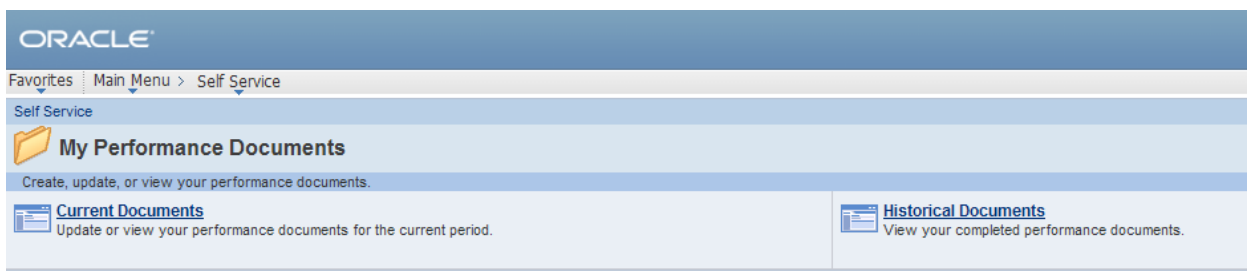 ORACLE
Favorites Main Menu > Self Service
Self Service
My Performance Documents
Create, update, or view your performance documents.
Current Documents
Update or view your performance documents for the current period.
Historical Documents
View your completed performance documents.